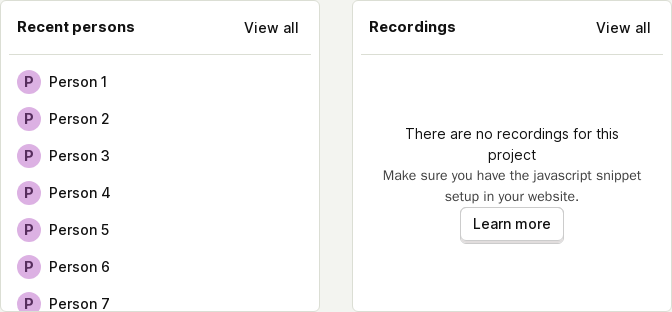 Recent persons
View all
P Person 1
P Person 2
P Person 3
P Person 4
P Person 5
P Person 6
P Person 7
Recordings
View all
There are no recordings for this
project
Make sure you have the javascript snippet
setup in your website.
Learn more